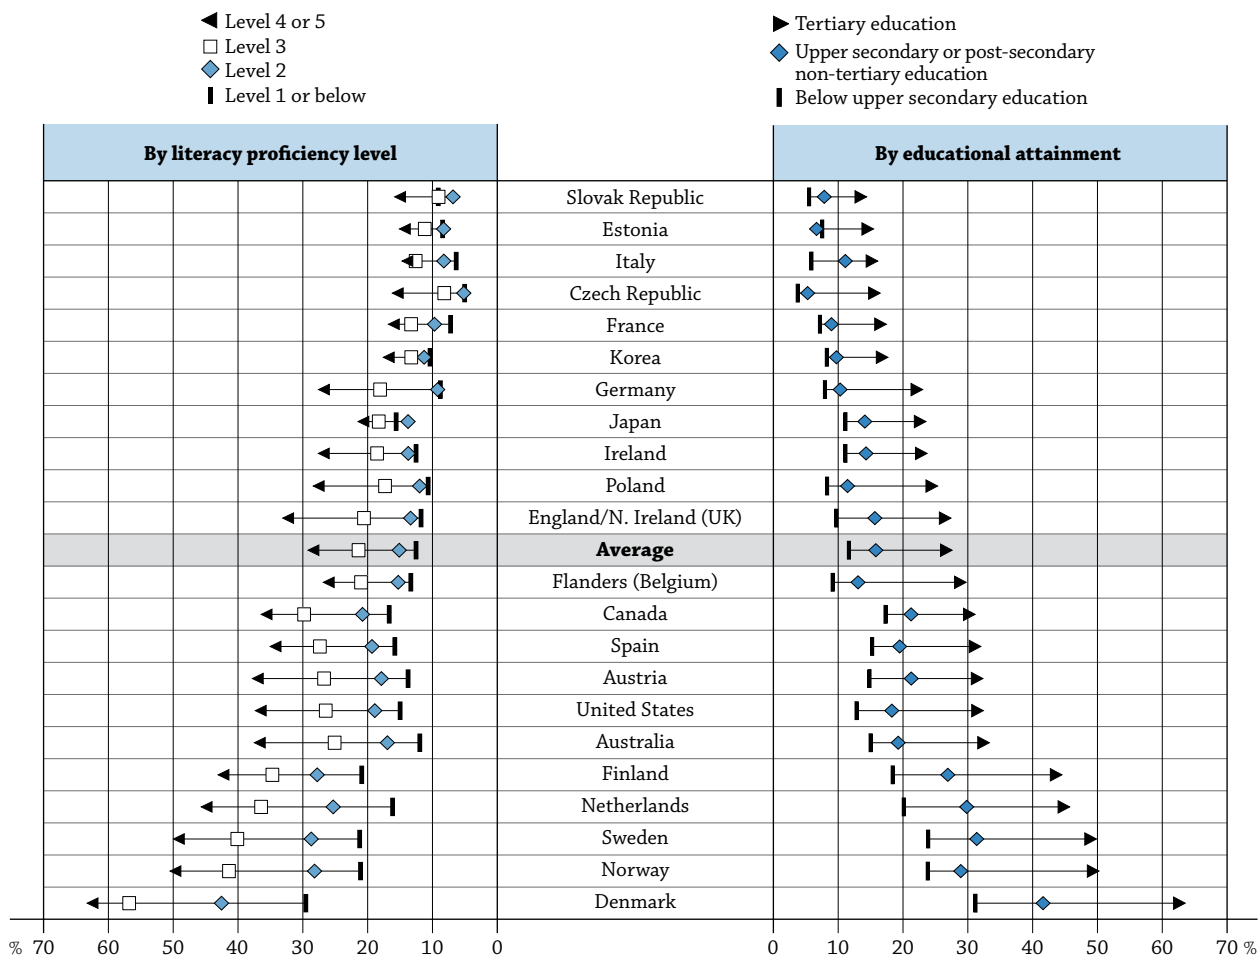 Level 4 or 5
Level 3
Level 2
Level 1 or below
Tertiary education
Upper secondary or post-secondary
non-tertiary education
Below upper secondary education
By literacy proficiency level
By educational attainment
Slovak Republic
Estonia
Italy
Czech Republic
France
Korea
Germany
Japan
Ireland
Poland
England/N. Ireland (UK)
Average
Flanders (Belgium)
Canada
Spain
Austria
United States
Australia
Finland
Netherlands
Sweden
Norway
Denmark
% 70 60 50 40 30 20 10 0
0 10 20 30 40 50 60 70 %